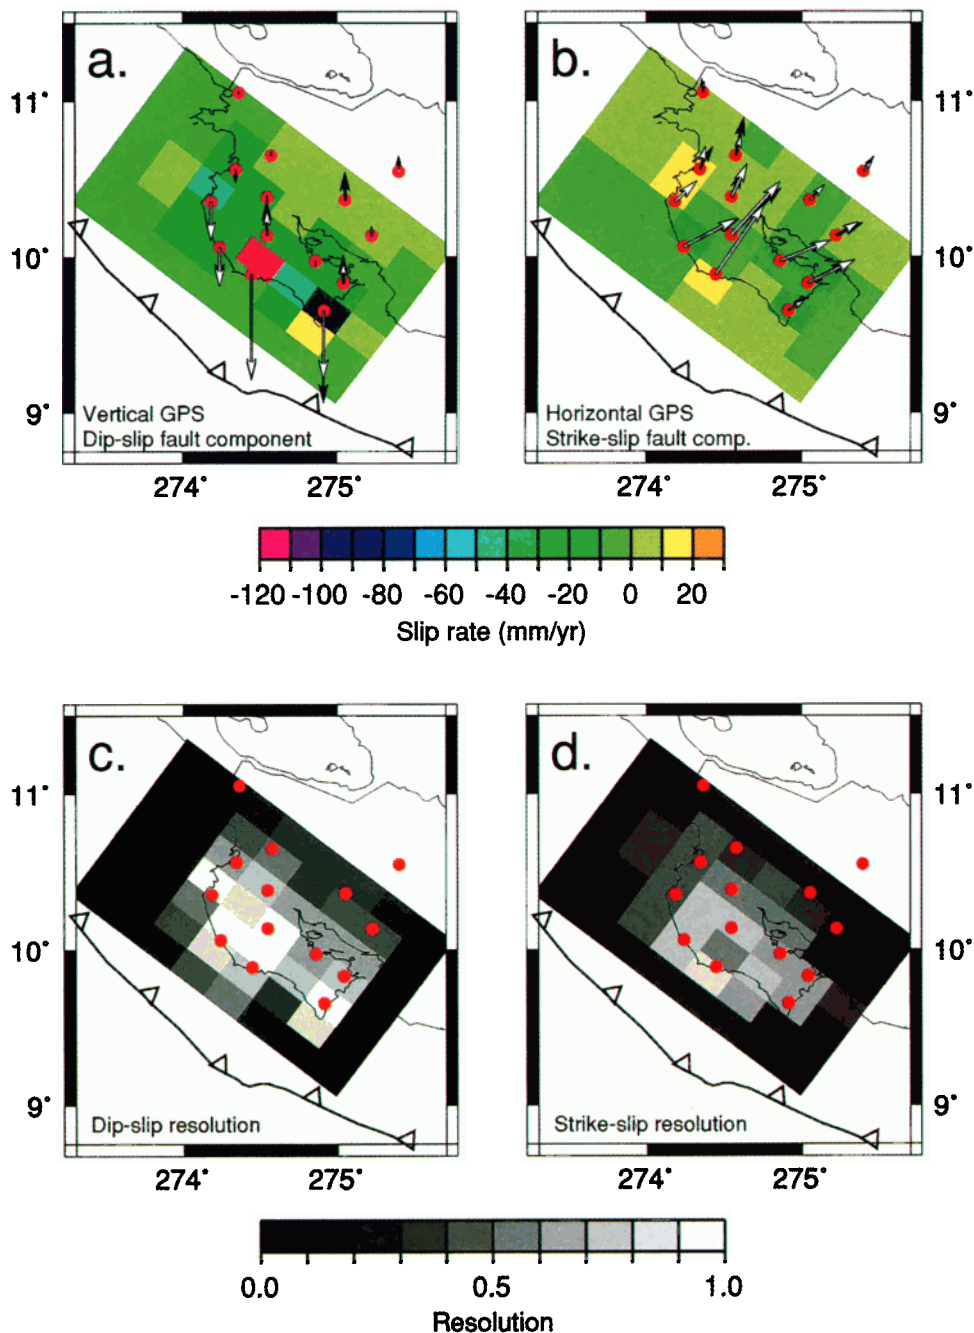 a.
b.
11°
11°
10°
10°
9°
9°
Vertical GPS
Dip-slip fault component
Horizontal GPS
Strike-slip fault comp.
274°
275°
274°
275°
-120 -100 -80 -60 -40 -20 0 20
Slip rate (mm/yr)
c.
d.
11°
11°
10°
10°
9°
9°
Dip-slip resolution
Strike-slip resolution
274°
275°
274°
275°
0.0 0.5 1.0
Resolution